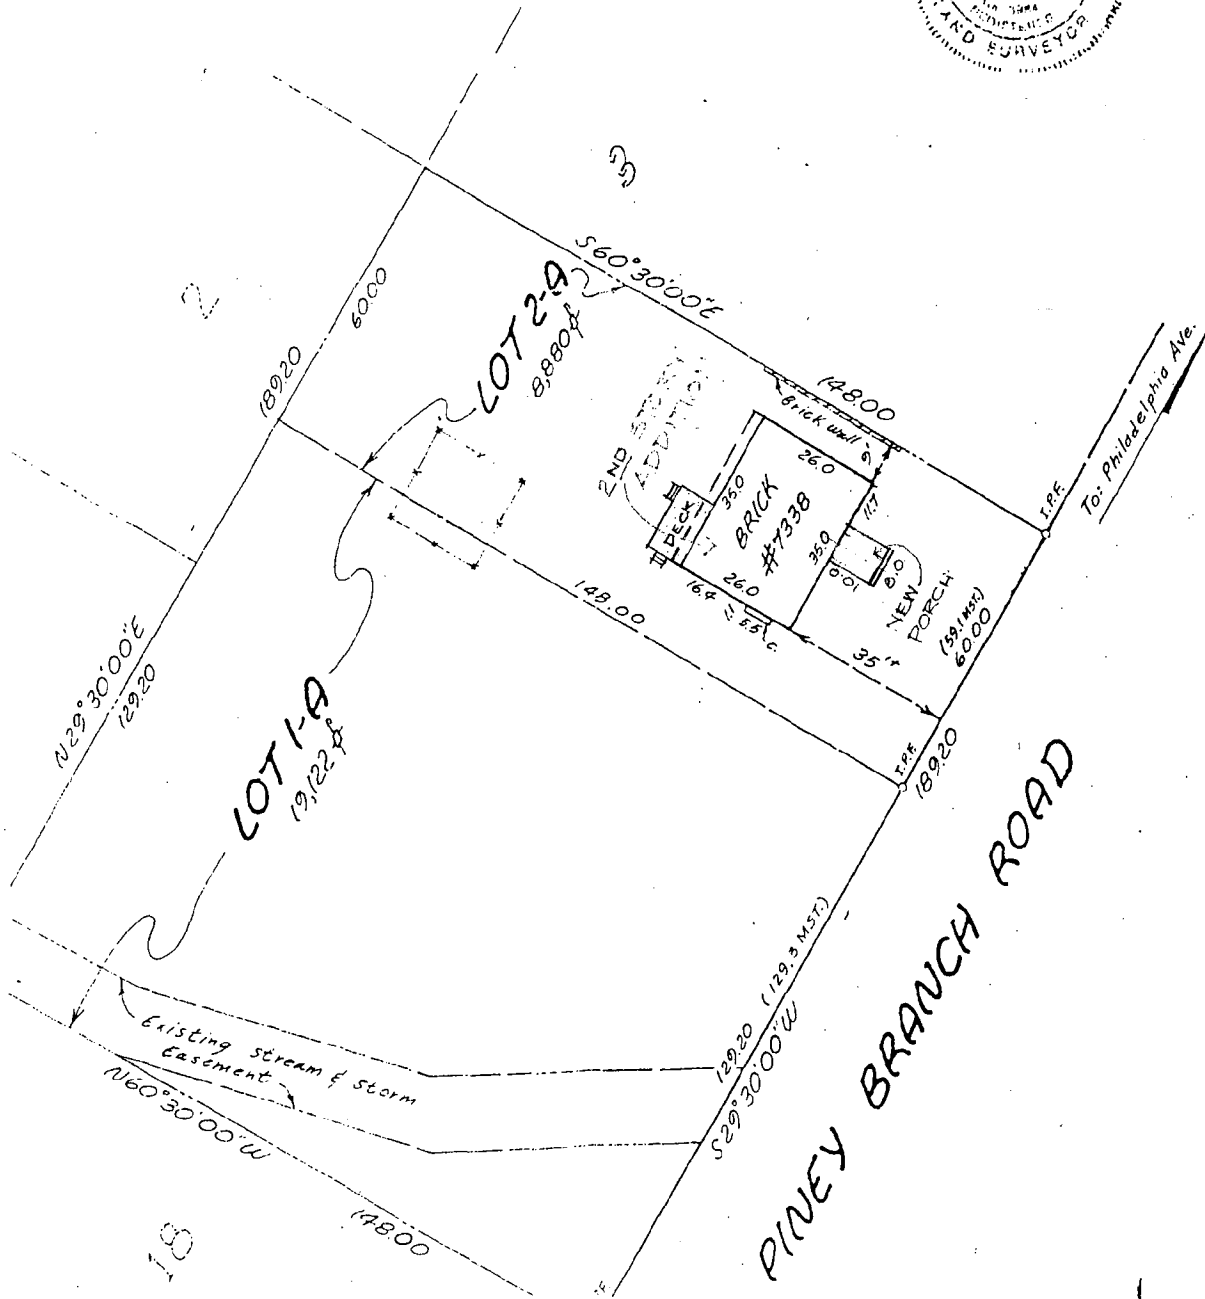 LAND SURVEYOR
3
2
S60°30'00"E
60.00
189.20
LOT 2-A
8,880
148.00
Brick Wall
9
2ND STORY
ADDITION
26.0
35.0
BRICK
#7338
35.0
11.7
DECK
26.0
16.4
1.1
5.5
C.
10.0
8.0
NEW
PORCH
I.P.F.
To: Philadelphia Ave.
(59.1 MST.)
60.00
35'+
148.00
I.P.F.
189.20
N29°30'00"E
129.20
LOT 1-A
19,122
PINEY BRANCH ROAD
(129.3 MST.)
129.20
S29°30'00"W
Existing stream & storm
Easement
N60°30'00"W
148.00
18